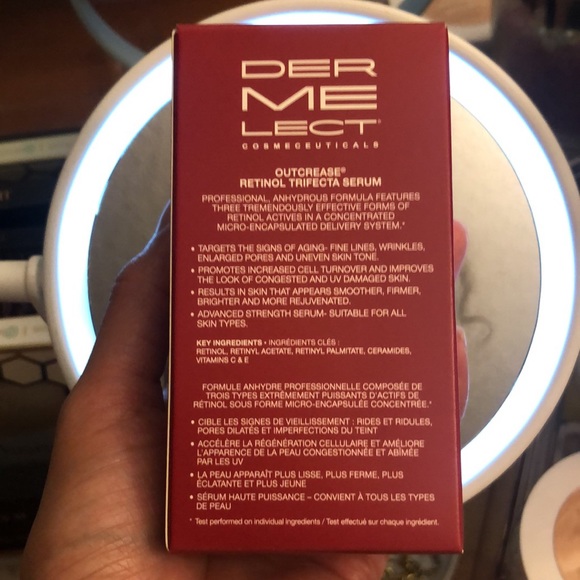 DER
ME
LECT®
COSMECEUTICALS
OUTCREASE®
RETINOL TRIFECTA SERUM
PROFESSIONAL, ANHYDROUS FORMULA FEATURES
THREE TREMENDOUSLY EFFECTIVE FORMS OF
RETINOL ACTIVES IN A CONCENTRATED
MICRO-ENCAPSULATED DELIVERY SYSTEM.*
• TARGETS THE SIGNS OF AGING- FINE LINES, WRINKLES,
ENLARGED PORES AND UNEVEN SKIN TONE.
• PROMOTES INCREASED CELL TURNOVER AND IMPROVES
THE LOOK OF CONGESTED AND UV DAMAGED SKIN.
• RESULTS IN SKIN THAT APPEARS SMOOTHER, FIRMER,
BRIGHTER AND MORE REJUVENATED.
• ADVANCED STRENGTH SERUM- SUITABLE FOR ALL
SKIN TYPES.
KEY INGREDIENTS • INGRÉDIENTS CLÉS :
RETINOL, RETINYL ACETATE, RETINYL PALMITATE, CERAMIDES,
VITAMINS C & E
FORMULE ANHYDRE PROFESSIONNELLE COMPOSÉE DE
TROIS TYPES EXTRÊMEMENT PUISSANTS D'ACTIFS DE
RÉTINOL SOUS FORME MICRO-ENCAPSULÉE CONCENTRÉE.*
• CIBLE LES SIGNES DE VIEILLISSEMENT : RIDES ET RIDULES,
PORES DILATÉS ET IMPERFECTIONS DU TEINT
• ACCÉLÈRE LA RÉGÉNÉRATION CELLULAIRE ET AMÉLIORE
L'APPARENCE DE LA PEAU CONGESTIONNÉE ET ABÎMÉE
PAR LES UV
• LA PEAU APPARAÎT PLUS LISSE, PLUS FERME, PLUS
ÉCLATANTE ET PLUS JEUNE
• SÉRUM HAUTE PUISSANCE – CONVIENT À TOUS LES TYPES
DE PEAU
* Test performed on individual ingredients / Test effectué sur chaque ingrédient.